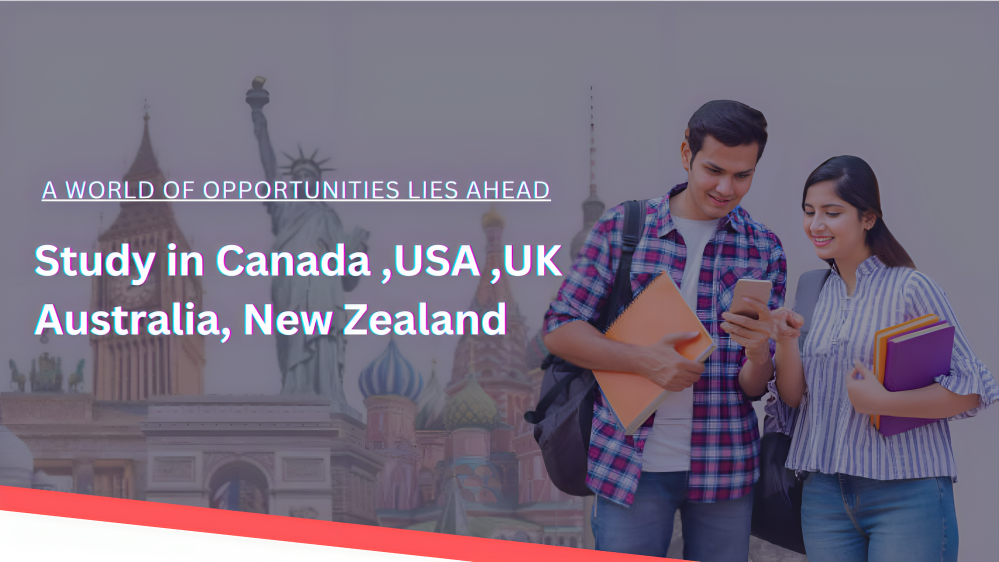 A WORLD OF OPPORTUNITIES LIES AHEAD
Study in Canada ,USA ,UK
Australia, New Zealand